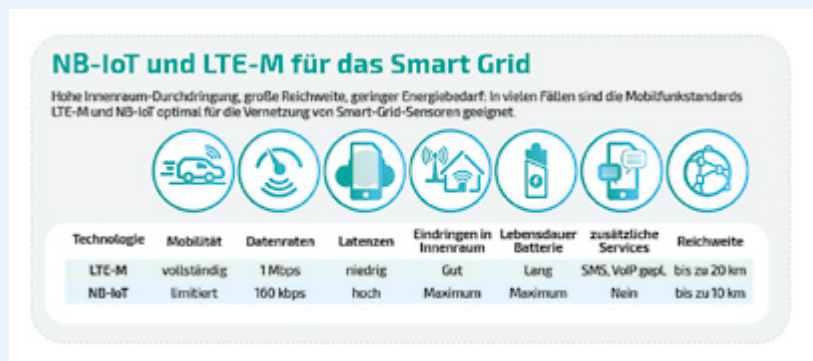 NB-IoT und LTE-M für das Smart Grid
Hohe Innenraum-Durchdringung, große Reichweite, geringer Energiebedarf: In vielen Fällen sind die Mobilfunkstandards
LTE-M und NB-IoT optimal für die Vernetzung von Smart-Grid-Sensoren geeignet.
Technologie Mobilität Datenraten Latenzen Eindringen in Innenraum Lebensdauer Batterie zusätzliche Services Reichweite
LTE-M vollständig 1 Mbps niedrig Gut Lang SMS, VoIP gepl. bis zu 20 km
NB-IoT limitiert 160 kbps hoch Maximum Maximum Nein bis zu 10 km